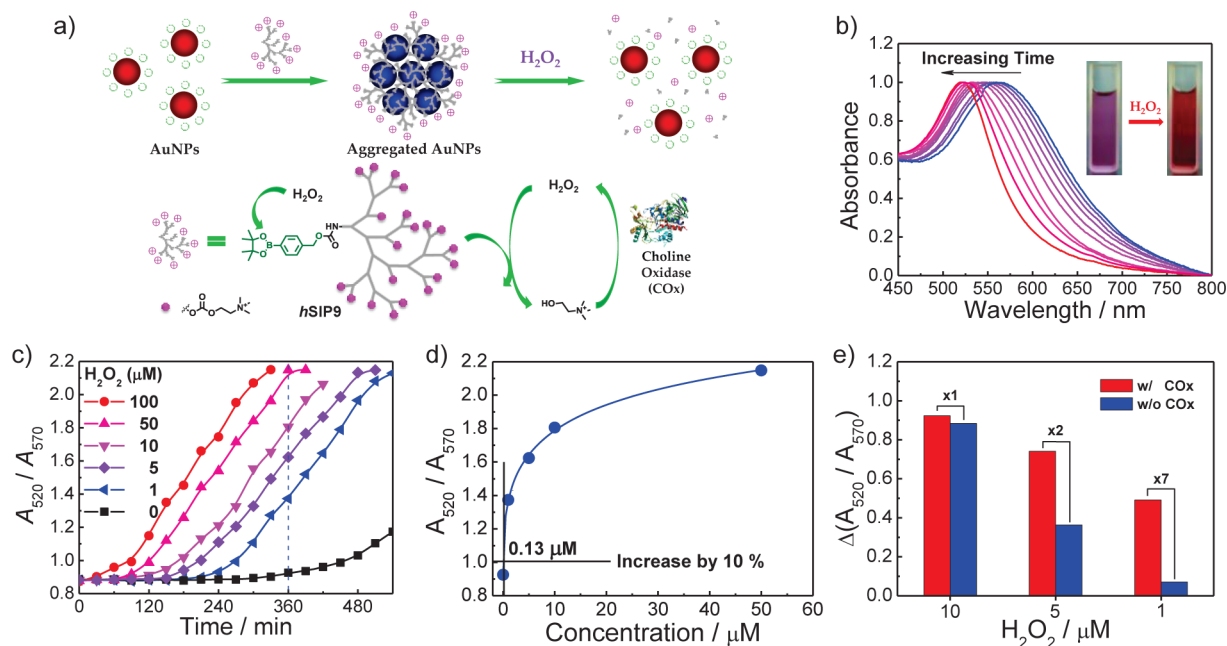 a)
H₂O₂
AuNPs
Aggregated AuNPs
H₂O₂
HN
O
O
B
O
O
hSIP9
O
O
O
N⁺
H₂O₂
Choline
Oxidase
(COx)
HO
N⁺
b)
Increasing Time
H₂O₂
Absorbance
1.2
1.0
0.8
0.6
0.4
0.2
0.0
450 500 550 600 650 700 750 800
Wavelength / nm
c)
H₂O₂ (μM)
100
50
10
5
1
0
A₅₂₀ / A₅₇₀
2.2
2.0
1.8
1.6
1.4
1.2
1.0
0.8
0 120 240 360 480
Time / min
d)
A₅₂₀ / A₅₇₀
2.2
2.0
1.8
1.6
1.4
1.2
1.0
0.8
0.13 μM
Increase by 10 %
0 10 20 30 40 50 60
Concentration / μM
e)
w/ COx
w/o COx
x1
x2
x7
Δ(A₅₂₀ / A₅₇₀)
1.2
1.0
0.8
0.6
0.4
0.2
0.0
10 5 1
H₂O₂ / μM